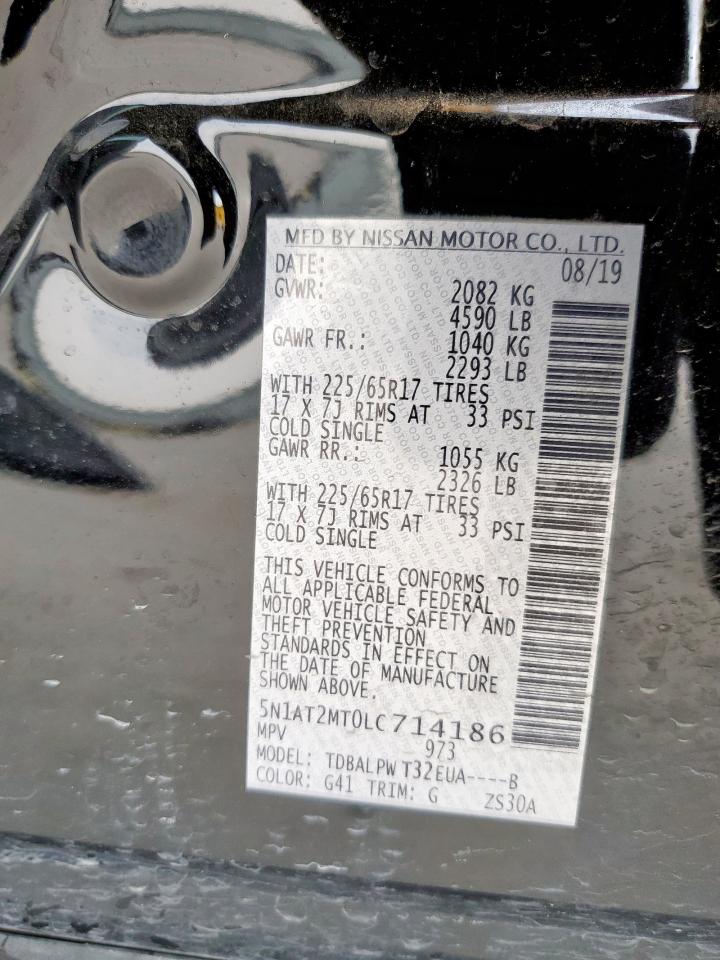 MFD BY NISSAN MOTOR CO., LTD.
DATE: 08/19
GVWR: 2082 KG
4590 LB
GAWR FR.: 1040 KG
2293 LB
WITH 225/65R17 TIRES
17 X 7J RIMS AT 33 PSI
COLD SINGLE
GAWR RR.: 1055 KG
2326 LB
WITH 225/65R17 TIRES
17 X 7J RIMS AT 33 PSI
COLD SINGLE
THIS VEHICLE CONFORMS TO
ALL APPLICABLE FEDERAL
MOTOR VEHICLE SAFETY AND
THEFT PREVENTION
STANDARDS IN EFFECT ON
THE DATE OF MANUFACTURE
SHOWN ABOVE.
5N1AT2MT0LC714186
MPV 973
MODEL: TDBALPW T32EUA----B
COLOR: G41 TRIM: G ZS30A